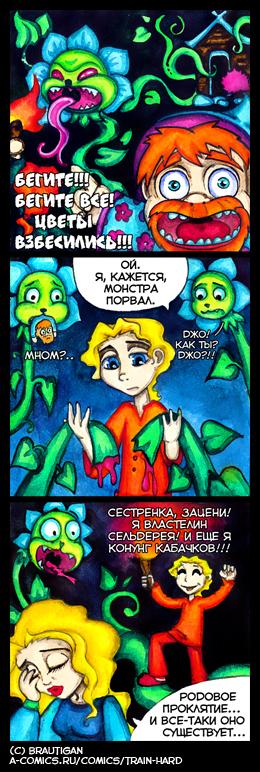 БЕГИТЕ!!!
БЕГИТЕ ВСЕ!
ЦВЕТЫ
ВЗБЕСИЛИСЬ!!!
ОЙ.
Я, КАЖЕТСЯ,
МОНСТРА
ПОРВАЛ.
МНОМ?..
ДЖО!
КАК ТЫ?
ДЖО?!!
СЕСТРЕНКА, ЗАЦЕНИ!
Я ВЛАСТЕЛИН
СЕЛЬДЕРЕЯ! И ЕЩЕ Я
КОНУНГ КАБАЧКОВ!!!
РОДОВОЕ
ПРОКЛЯТИЕ...
И ВСЕ-ТАКИ ОНО
СУЩЕСТВУЕТ...
(C) BRAUTIGAN
A-COMICS.RU/COMICS/TRAIN-HARD